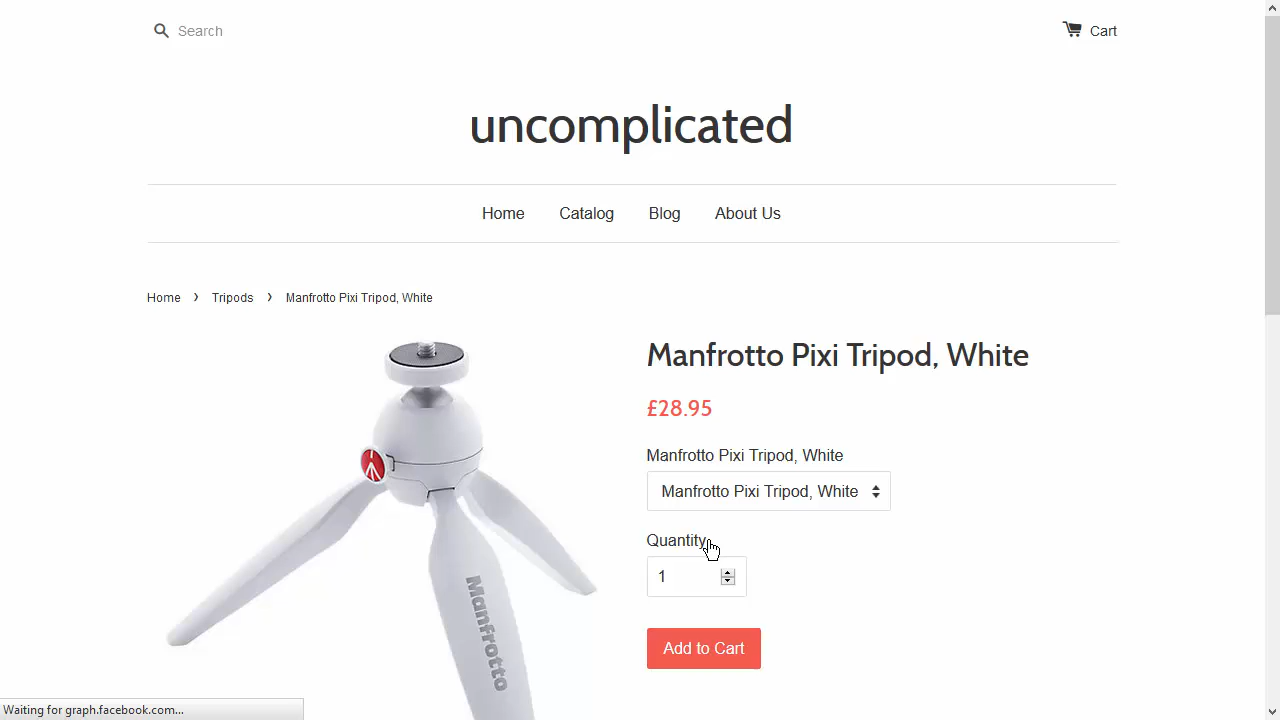 Search
Cart
uncomplicated
Home Catalog Blog About Us
Home › Tripods › Manfrotto Pixi Tripod, White
Manfrotto Pixi Tripod, White
£28.95
Manfrotto Pixi Tripod, White
Manfrotto Pixi Tripod, White
Quantity
1
Add to Cart
Manfrotto
Waiting for graph.facebook.com...